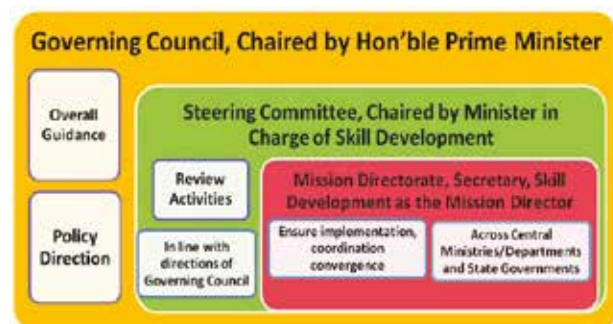 Governing Council, Chaired by Hon'ble Prime Minister
Overall
Guidance
Policy
Direction
Steering Committee, Chaired by Minister in
Charge of Skill Development
Review
Activities
In line with
directions of
Governing Council
Mission Directorate, Secretary, Skill
Development as the Mission Director
Ensure implementation,
coordination
convergence
Across Central
Ministries/Departments
and State Governments